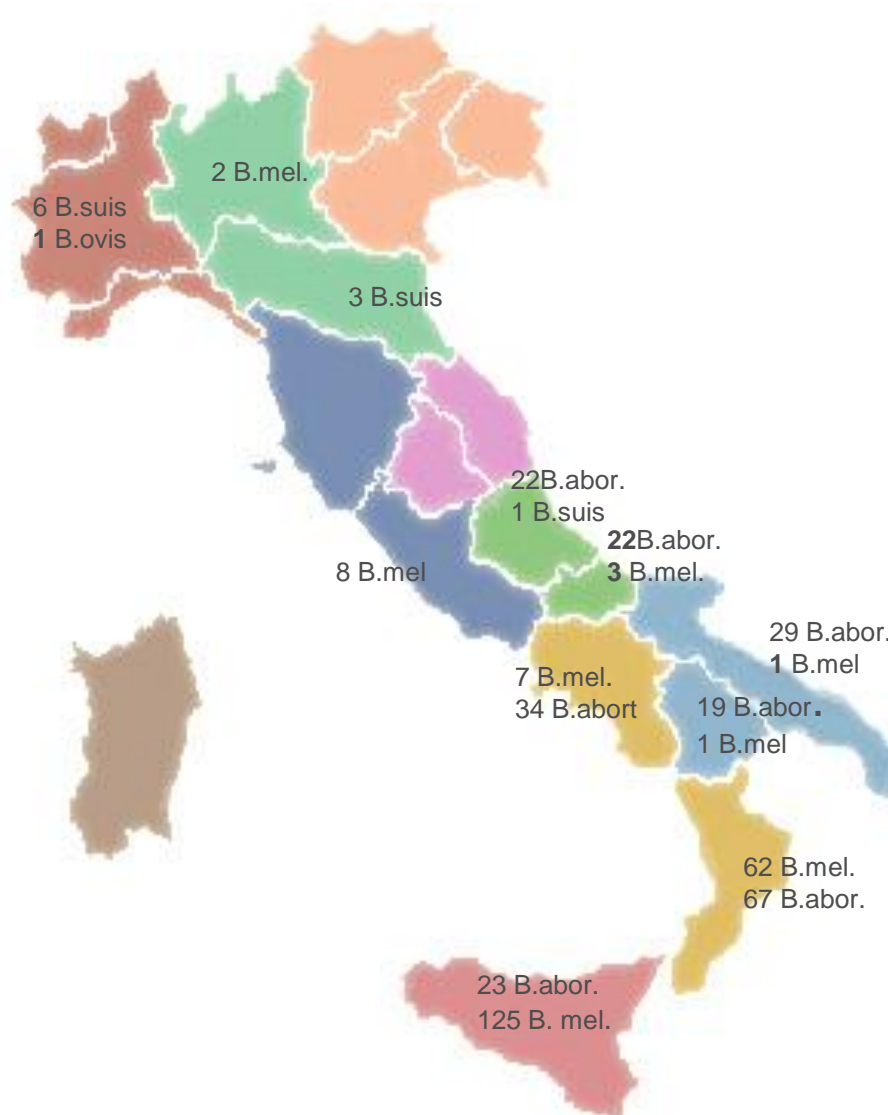 2 B.mel.
6 B.suis
1 B.ovis
3 B.suis
22B.abor.
1 B.suis
22B.abor.
3 B.mel.
8 B.mel
29 B.abor.
1 B.mel
7 B.mel.
34 B.abort
19 B.abor.
1 B.mel
62 B.mel.
67 B.abor.
23 B.abor.
125 B. mel.